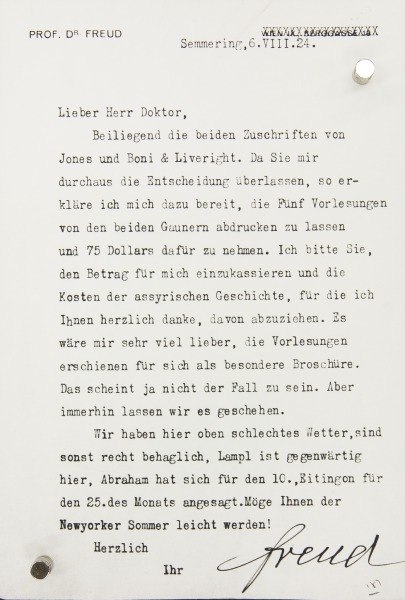 PROF. DR FREUD
WIEN IX., BERGGASSE 19
Semmering,6.VIII.24.
Lieber Herr Doktor,
Beiliegend die beiden Zuschriften von
Jones und Boni & Liveright. Da Sie mir
durchaus die Entscheidung überlassen, so er-
kläre ich mich dazu bereit, die Fünf Vorlesungen
von den beiden Gaunern abdrucken zu lassen
und 75 Dollars dafür zu nehmen. Ich bitte Sie,
den Betrag für mich einzukassieren und die
Kosten der assyrischen Geschichte, für die ich
Ihnen herzlich danke, davon abzuziehen. Es
wäre mir sehr viel lieber, die Vorlesungen
erschienen für sich als besondere Broschüre.
Das scheint ja nicht der Fall zu sein. Aber
immerhin lassen wir es geschehen.
Wir haben hier oben schlechtes Wetter,sind
sonst recht behaglich, Lampl ist gegenwärtig
hier, Abraham hat sich für den 10.,Eitingon für
den 25.des Monats angesagt.Möge Ihnen der
Newyorker Sommer leicht werden!
Herzlich
Ihr freud